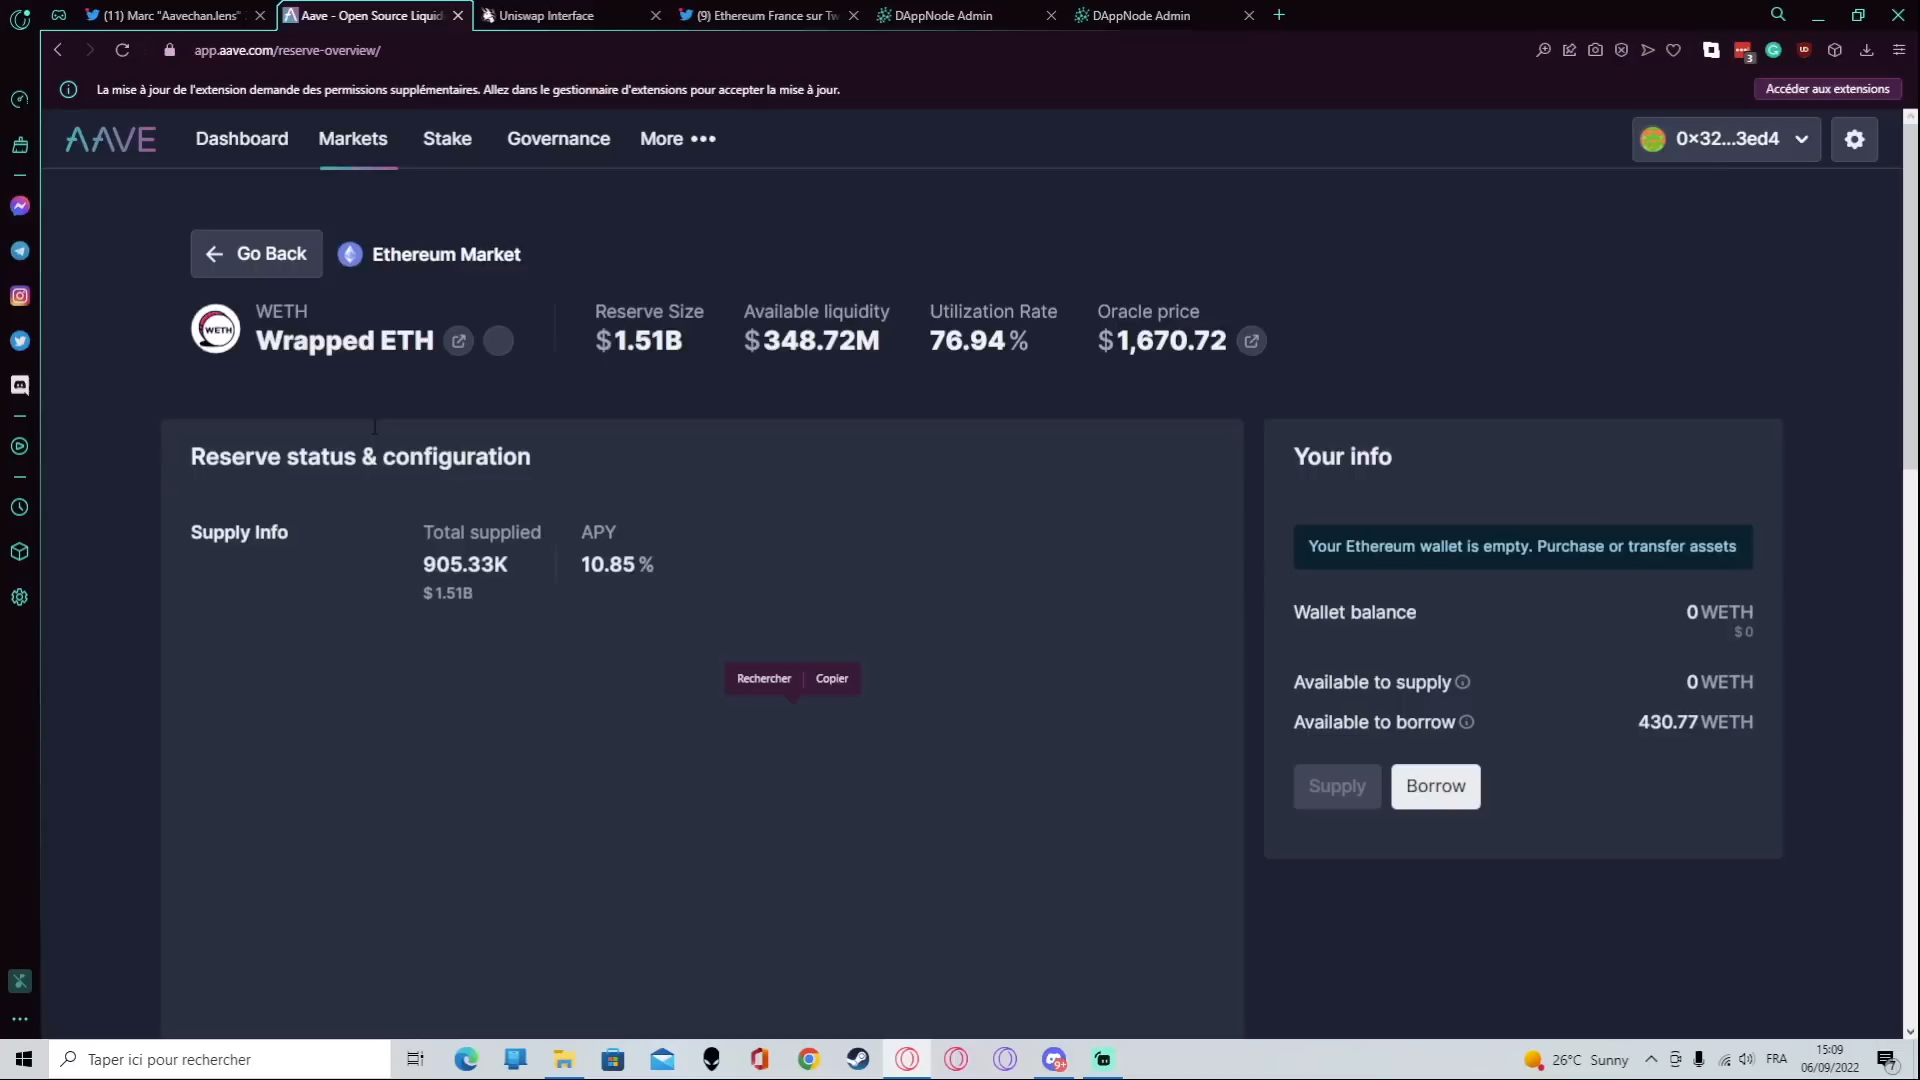 (11) Marc "Aavechan.lens"
Aave - Open Source Liquid
Uniswap Interface
(9) Ethereum France sur Tw
DAppNode Admin
DAppNode Admin
app.aave.com/reserve-overview/
3
La mise à jour de l'extension demande des permissions supplémentaires. Allez dans le gestionnaire d'extensions pour accepter la mise à jour.
Accéder aux extensions
AAVE
Dashboard
Markets
Stake
Governance
More •••
0×32...3ed4
Go Back
Ethereum Market
WETH
WETH
Wrapped ETH
Reserve Size
$1.51B
Available liquidity
$348.72M
Utilization Rate
76.94%
Oracle price
$1,670.72
Reserve status & configuration
Supply Info
Total supplied
905.33K
$1.51B
APY
10.85%
Rechercher | Copier
Your info
Your Ethereum wallet is empty. Purchase or transfer assets
Wallet balance
0 WETH
$0
Available to supply
0 WETH
Available to borrow
430.77 WETH
Supply
Borrow
Taper ici pour rechercher
9+
26°C Sunny
FRA
15:09
06/09/2022
7